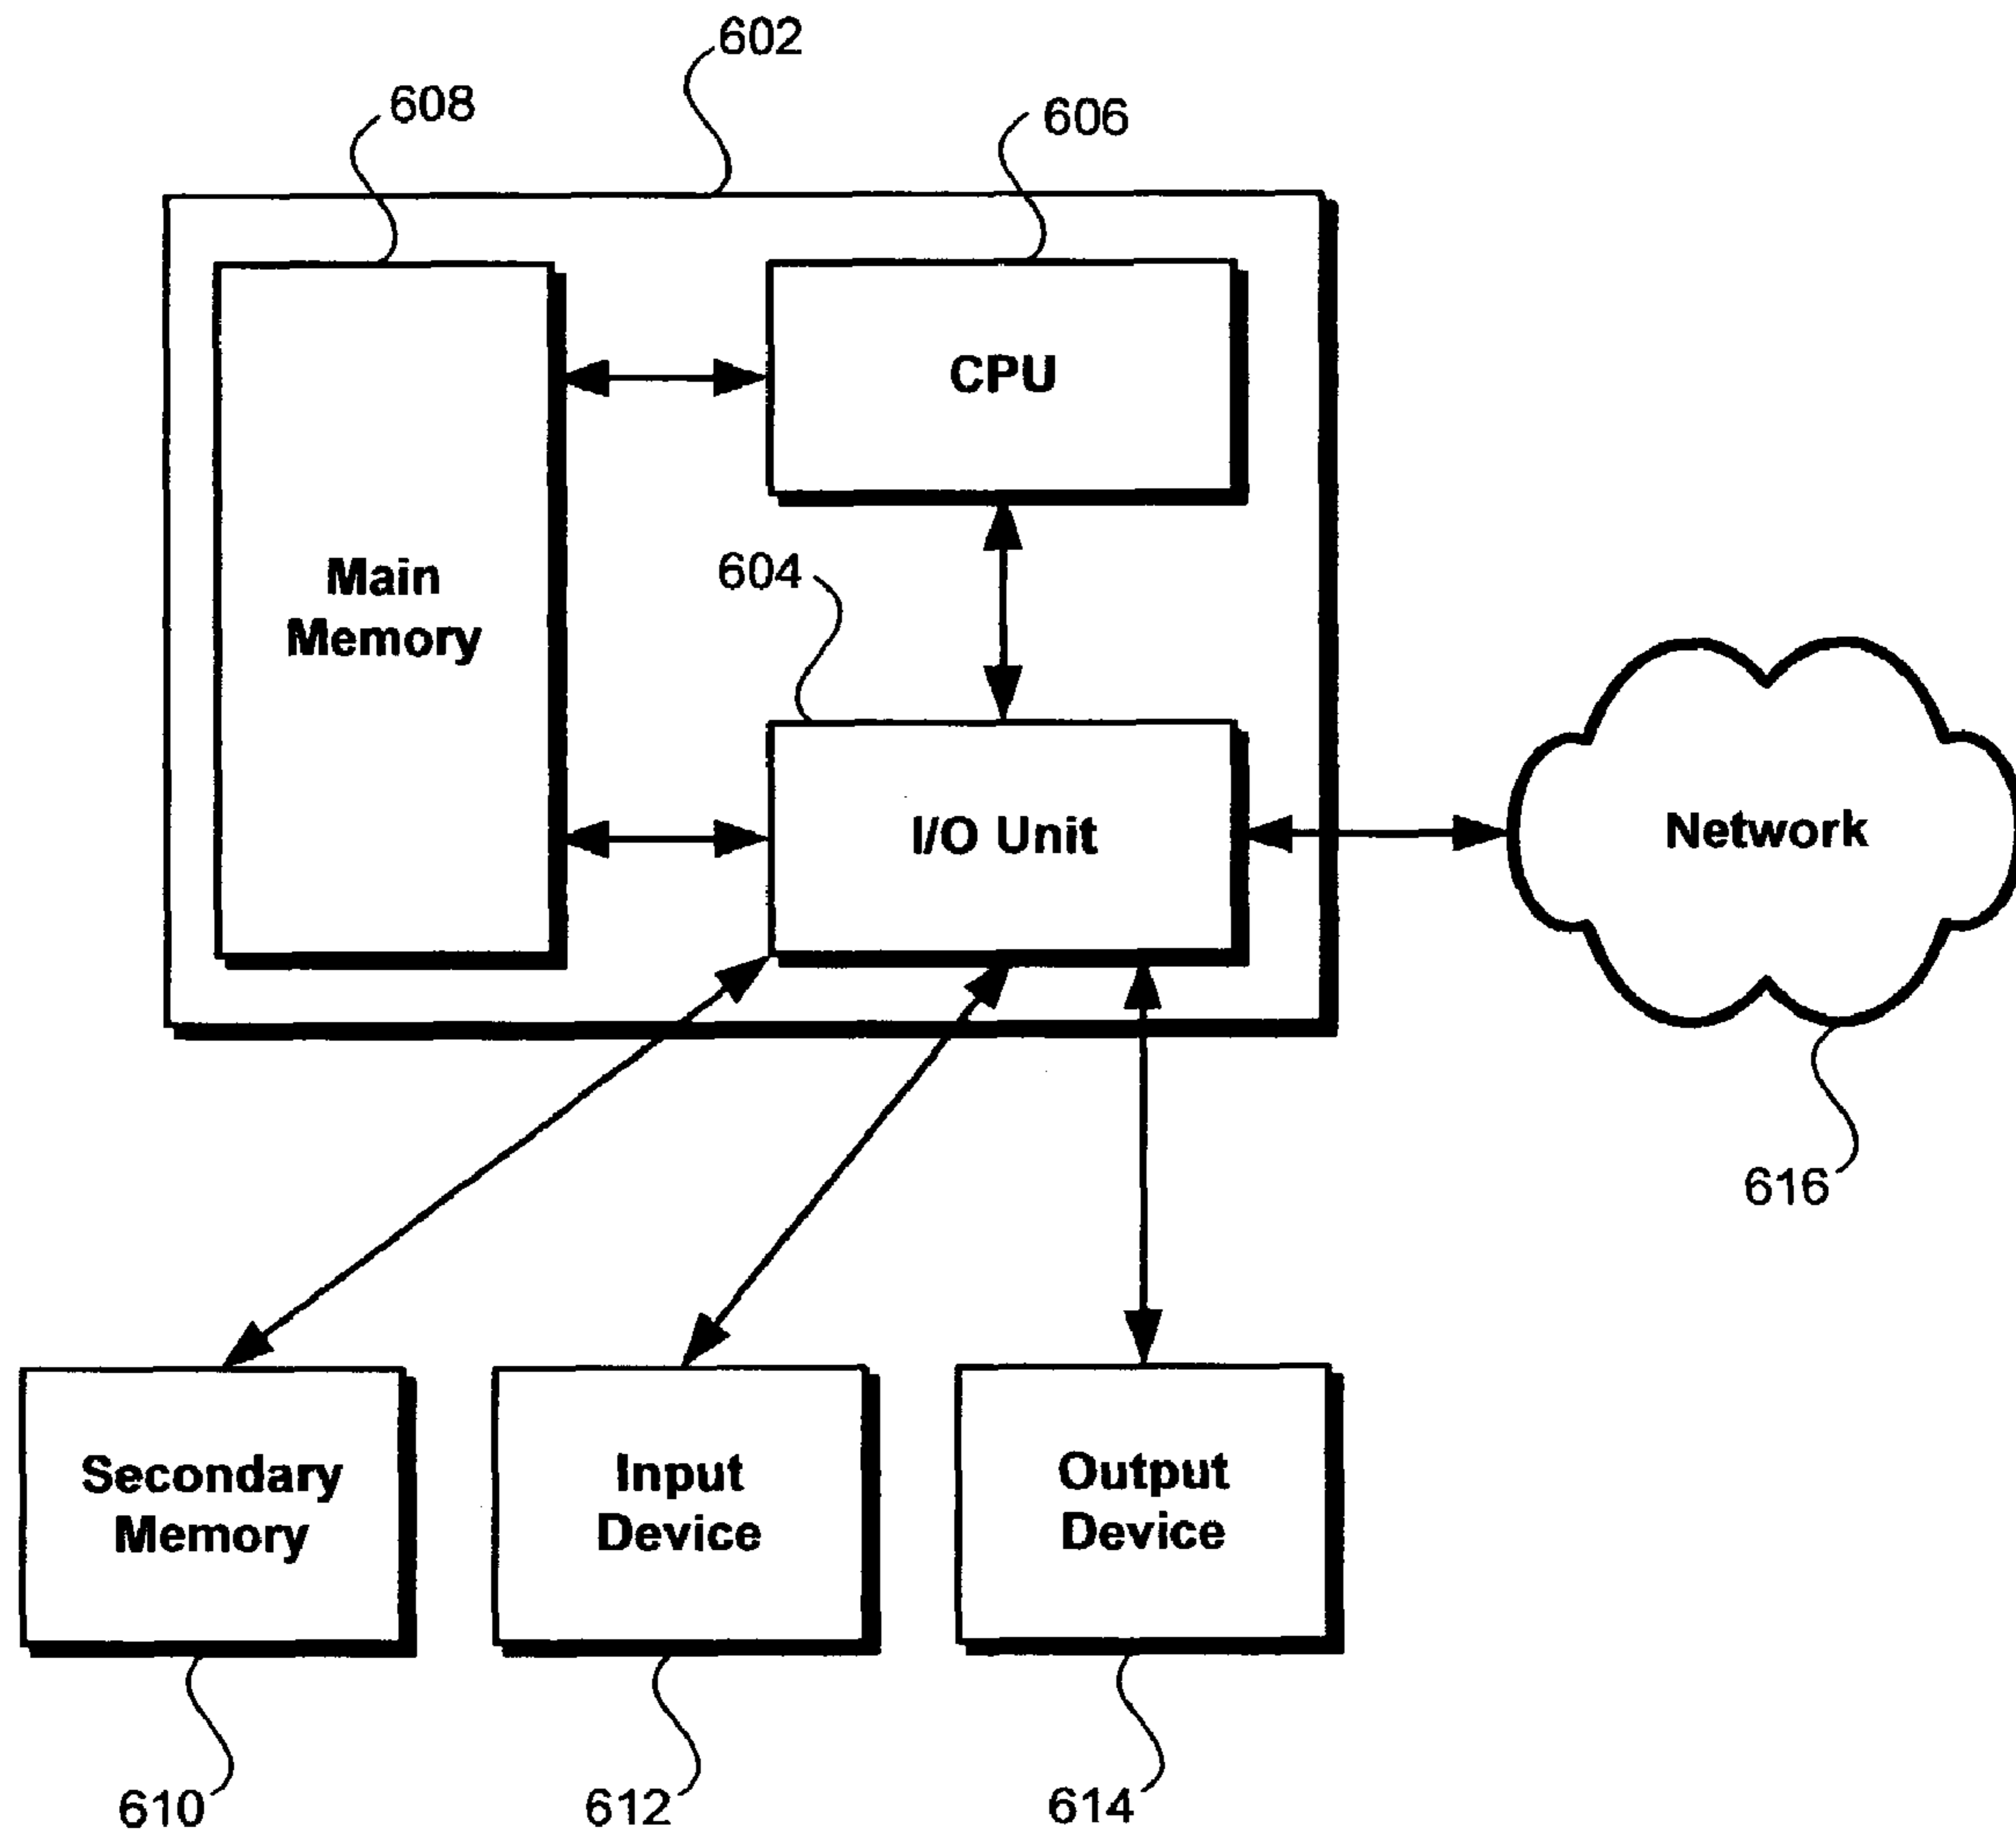 602
608
606
CPU
Main
Memory
604
I/O Unit
Network
616
Secondary
Memory
Input
Device
Output
Device
610
612
614